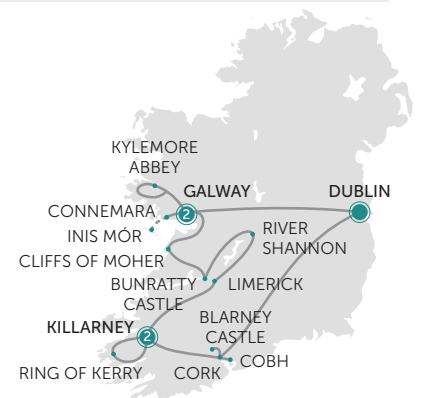 KYLEMORE
ABBEY
GALWAY
2
DUBLIN
CONNEMARA
INIS MÓR
CLIFFS OF MOHER
RIVER
SHANNON
BUNRATTY
CASTLE
LIMERICK
BLARNEY
CASTLE
KILLARNEY
2
COBH
RING OF KERRY
CORK